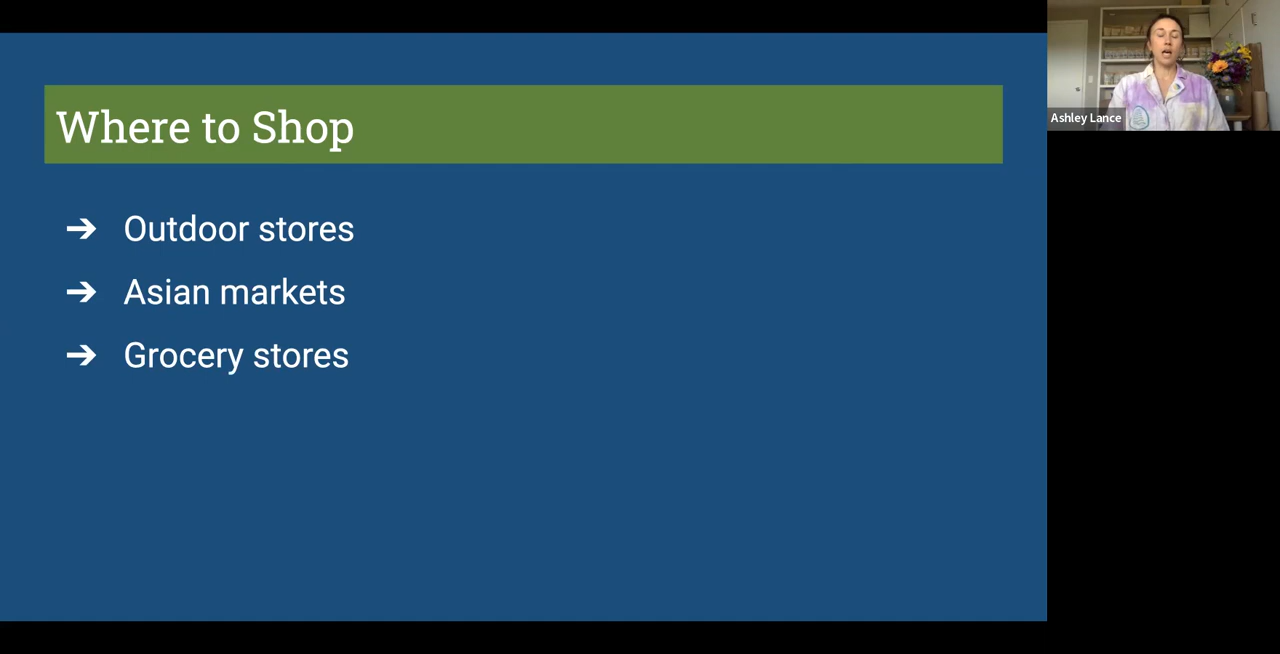 Where to Shop
➔ Outdoor stores
➔ Asian markets
➔ Grocery stores
Ashley Lance